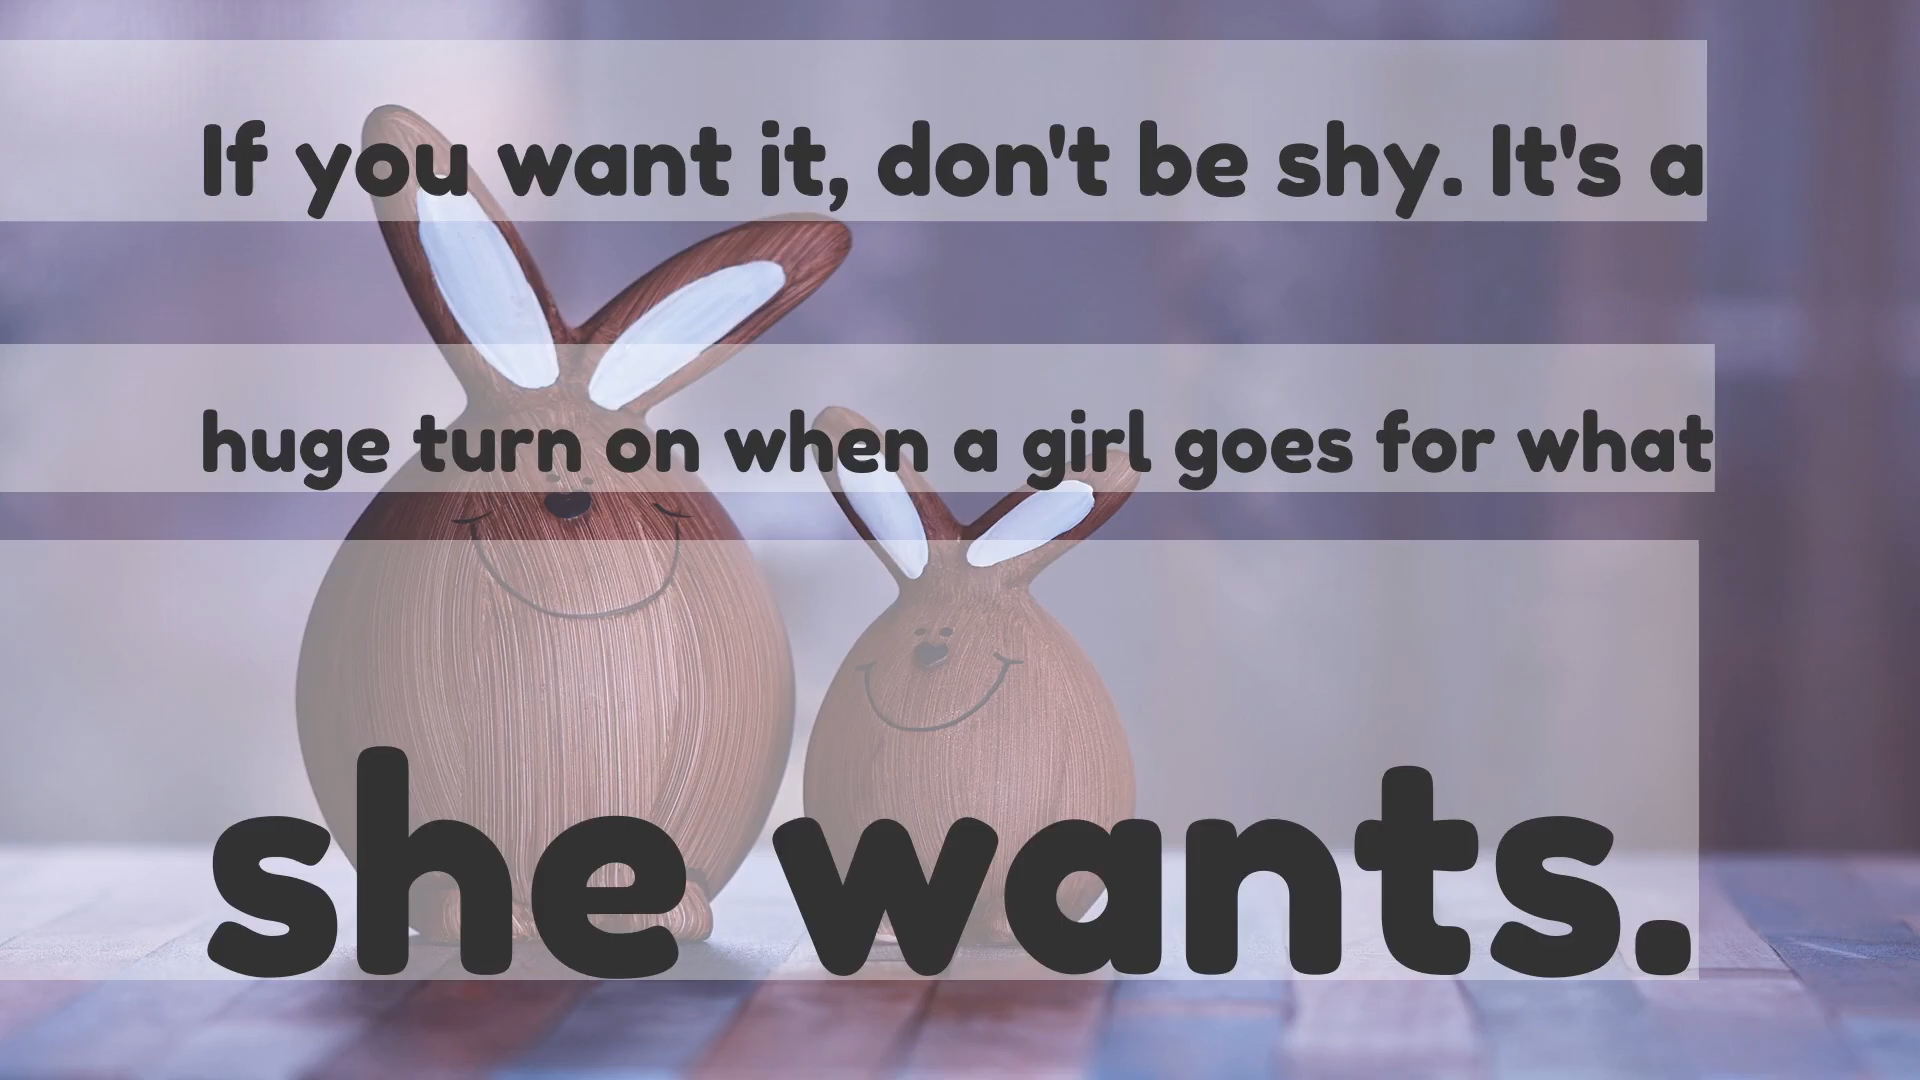 If you want it, don't be shy. It's a
huge turn on when a girl goes for what
she wants.